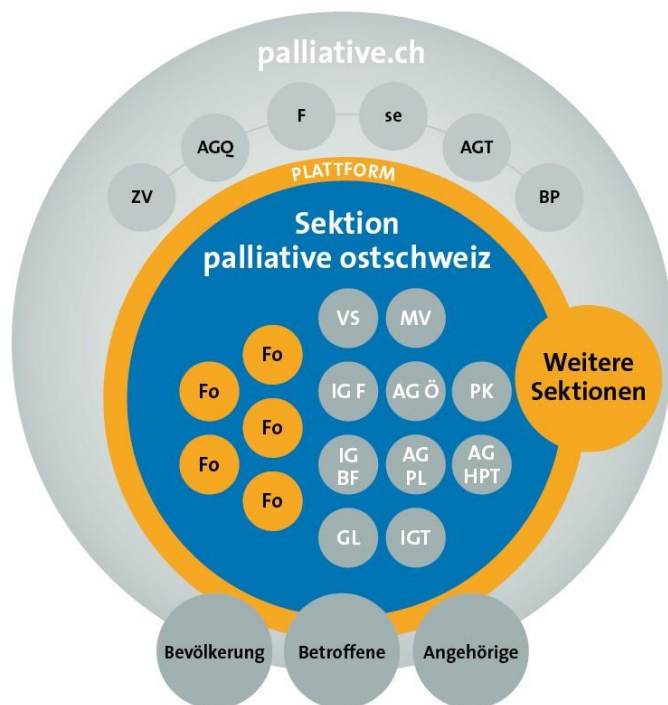 palliative.ch
F
se
AGQ
AGT
ZV
BP
PLATTFORM
Sektion
palliative ostschweiz
VS
MV
Fo
Fo
Fo
Fo
Fo
IG F
AG Ö
PK
IG
BF
AG
PL
AG
HPT
GL
IGT
Weitere
Sektionen
Bevölkerung
Betroffene
Angehörige